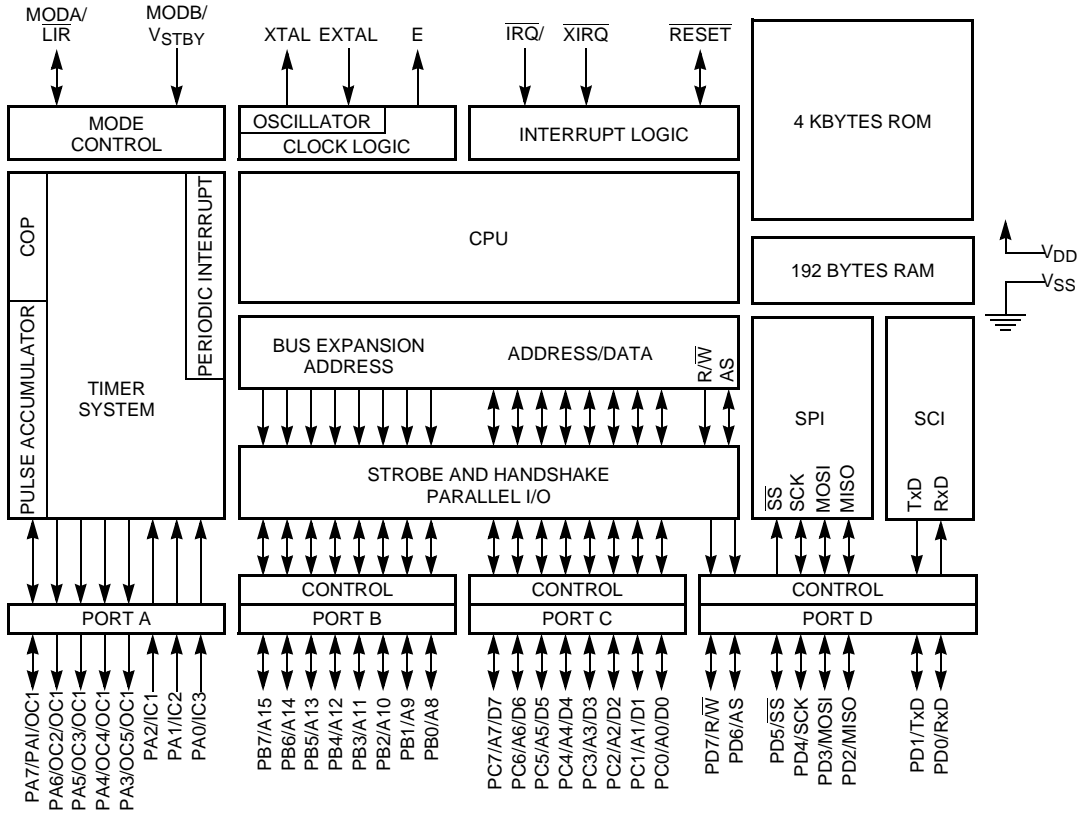 MODA/
LIR
MODB/
VSTBY
XTAL EXTAL E
IRQ/ XIRQ RESET
MODE
CONTROL
OSCILLATOR
CLOCK LOGIC
INTERRUPT LOGIC
4 KBYTES ROM
COP
PULSE ACCUMULATOR
TIMER
SYSTEM
PERIODIC INTERRUPT
CPU
192 BYTES RAM
VDD
VSS
BUS EXPANSION
ADDRESS
ADDRESS/DATA
R/W
AS
STROBE AND HANDSHAKE
PARALLEL I/O
SPI
SS
SCK
MOSI
MISO
SCI
TxD
RxD
CONTROL
CONTROL
CONTROL
PORT A
PORT B
PORT C
PORT D
PA7/PAI/OC1
PA6/OC2/OC1
PA5/OC3/OC1
PA4/OC4/OC1
PA3/OC5/OC1
PA2/IC1
PA1/IC2
PA0/IC3
PB7/A15
PB6/A14
PB5/A13
PB4/A12
PB3/A11
PB2/A10
PB1/A9
PB0/A8
PC7/A7/D7
PC6/A6/D6
PC5/A5/D5
PC4/A4/D4
PC3/A3/D3
PC2/A2/D2
PC1/A1/D1
PC0/A0/D0
PD7/R/W
PD6/AS
PD5/SS
PD4/SCK
PD3/MOSI
PD2/MISO
PD1/TxD
PD0/RxD